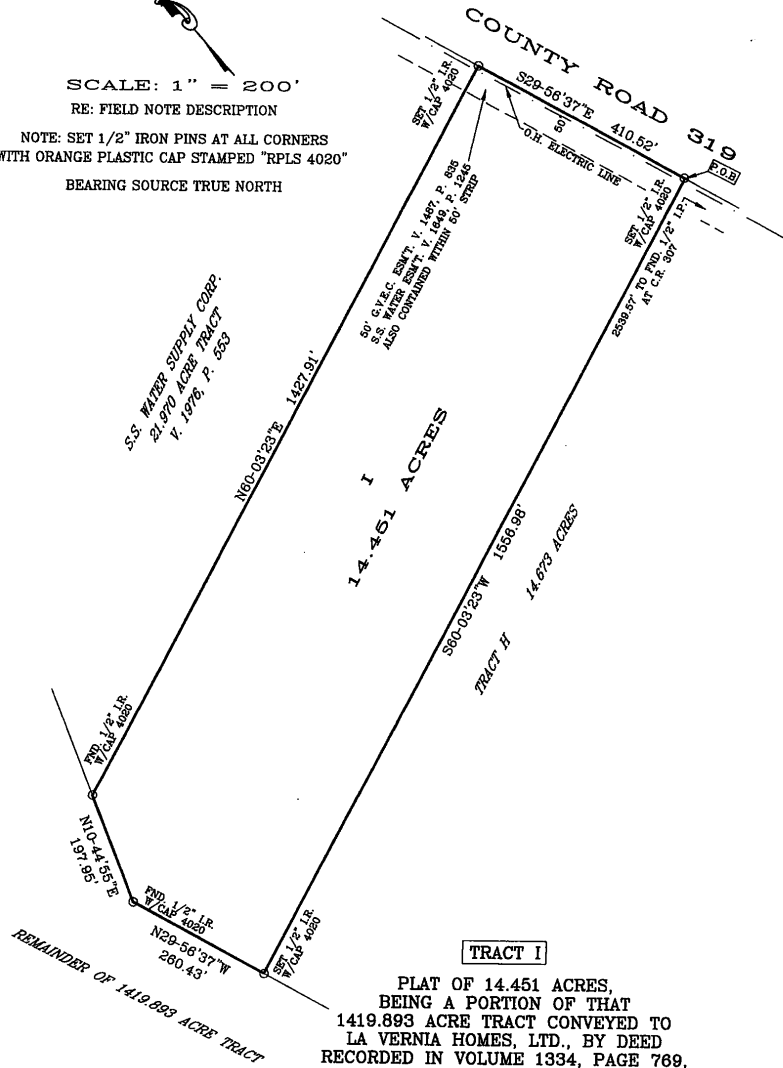 SCALE: 1" = 200'
RE: FIELD NOTE DESCRIPTION
NOTE: SET 1/2" IRON PINS AT ALL CORNERS
WITH ORANGE PLASTIC CAP STAMPED "RPLS 4020"
BEARING SOURCE TRUE NORTH
COUNTY ROAD 319
S29-56'37"E
410.52'
50'
O.H. ELECTRIC LINE
P.O.B
SET 1/2" I.R.
W/CAP 4020
SET 1/2" I.R.
W/CAP 4020
2539.57' TO FND. 1/2" I.P.
AT C.R. 307
50' G.V.E.C. ESM'T. V. 1487, P. 835
S.S. WATER ESM'T. V. 1649, P. 1245
ALSO CONTAINED WITHIN 50' STRIP
S.S. WATER SUPPLY CORP.
21.970 ACRE TRACT
V. 1976, P. 553
N60-03'23"E 1427.91'
I
14.451 ACRES
S60-03'23"W 1556.98'
TRACT H 14.673 ACRES
FND. 1/2" I.R.
W/CAP 4020
N10-44'55"E
197.95'
FND. 1/2" I.R.
W/CAP 4020
N29-56'37"W
260.43'
SET 1/2" I.R.
W/CAP 4020
REMAINDER OF 1419.893 ACRE TRACT
TRACT I
PLAT OF 14.451 ACRES,
BEING A PORTION OF THAT
1419.893 ACRE TRACT CONVEYED TO
LA VERNIA HOMES, LTD., BY DEED
RECORDED IN VOLUME 1334, PAGE 769,